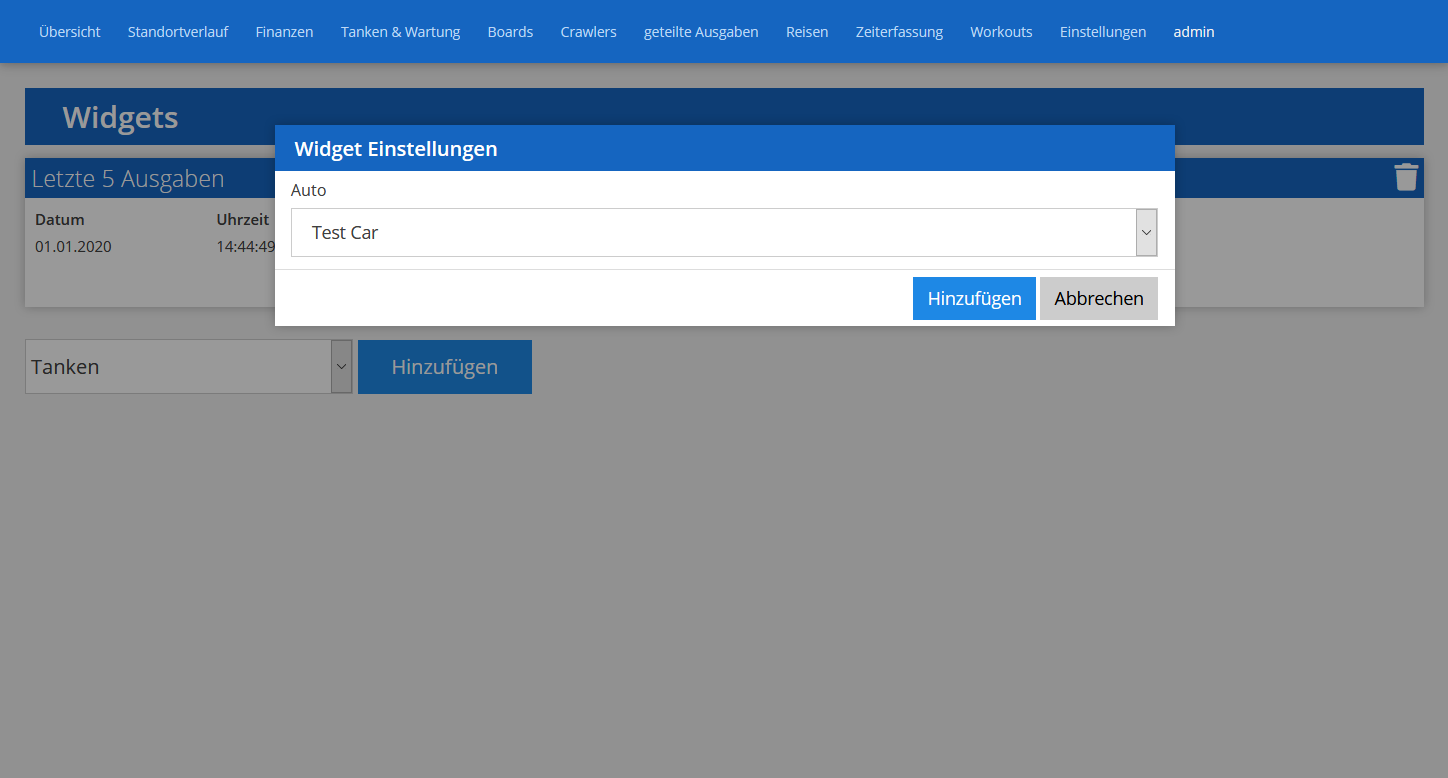 Übersicht Standortverlauf Finanzen Tanken & Wartung Boards Crawlers geteilte Ausgaben Reisen Zeiterfassung Workouts Einstellungen admin
Widgets
Widget Einstellungen
Letzte 5 Ausgaben
Auto
Datum Uhrzeit
Test Car
01.01.2020 14:44:49
Hinzufügen Abbrechen
Tanken Hinzufügen